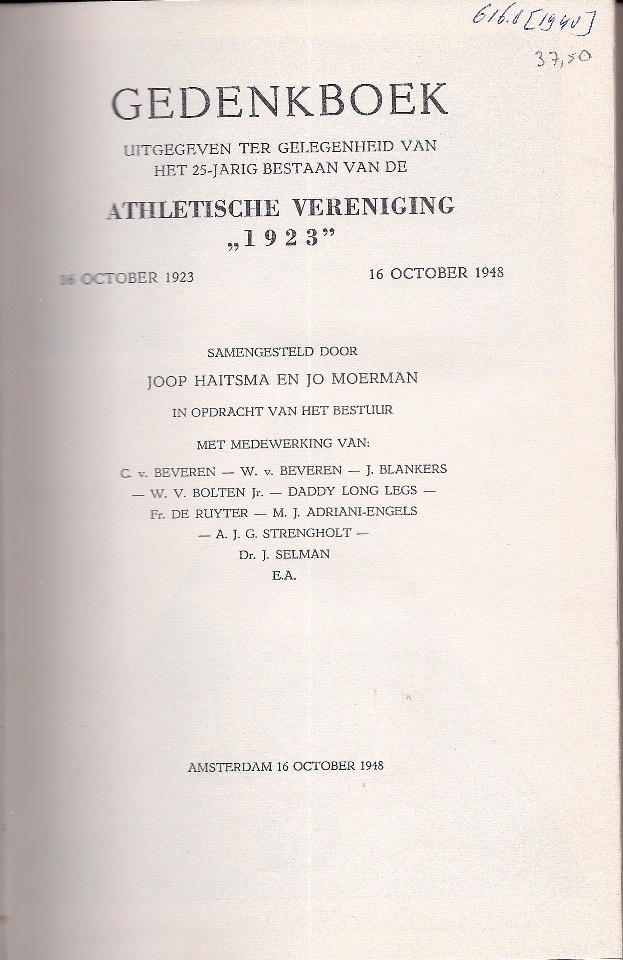 37,50
GEDENKBOEK
UITGEGEVEN TER GELEGENHEID VAN
HET 25-JARIG BESTAAN VAN DE
ATHLETISCHE VERENIGING
„1923”
16 OCTOBER 1923 16 OCTOBER 1948
SAMENGESTELD DOOR
JOOP HAITSMA EN JO MOERMAN
IN OPDRACHT VAN HET BESTUUR
MET MEDEWERKING VAN:
C. v. BEVEREN — W. v. BEVEREN — J. BLANKERS
— W. V. BOLTEN Jr. — DADDY LONG LEGS —
Fr. DE RUYTER — M. J. ADRIANI-ENGELS
— A. J. G. STRENGHOLT —
Dr. J. SELMAN
E.A.
AMSTERDAM 16 OCTOBER 1948